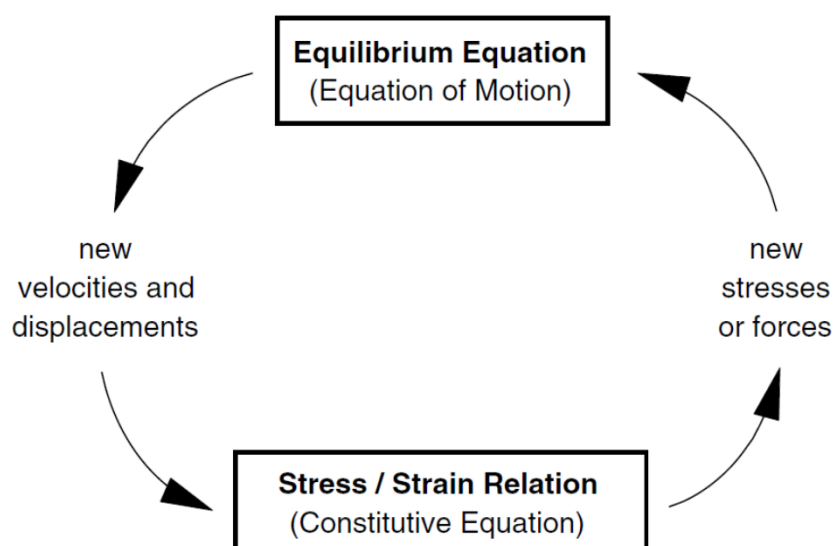 Equilibrium Equation
(Equation of Motion)
new
velocities and
displacements
new
stresses
or forces
Stress / Strain Relation
(Constitutive Equation)